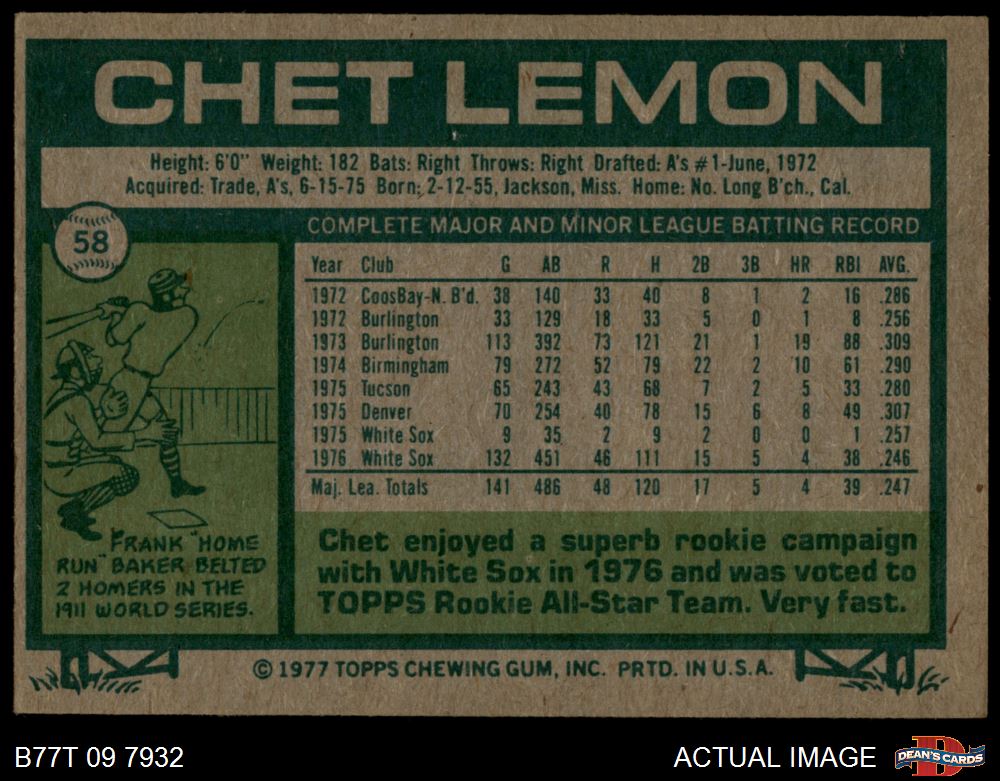 CHET LEMON
Height: 6'0" Weight: 182 Bats: Right Throws: Right Drafted: A's #1-June, 1972
Acquired: Trade, A's, 6-15-75 Born: 2-12-55, Jackson, Miss. Home: No. Long B'ch., Cal.
58
COMPLETE MAJOR AND MINOR LEAGUE BATTING RECORD
Year Club G AB R H 2B 3B HR RBI AVG.
1972 CoosBay-N. B'd. 38 140 33 40 8 1 2 16 .286
1972 Burlington 33 129 18 33 5 0 1 8 .256
1973 Burlington 113 392 73 121 21 1 19 88 .309
1974 Birmingham 79 272 52 79 22 2 10 61 .290
1975 Tucson 65 243 43 68 7 2 5 33 .280
1975 Denver 70 254 40 78 15 6 8 49 .307
1975 White Sox 9 35 2 9 2 0 0 1 .257
1976 White Sox 132 451 46 111 15 5 4 38 .246
Maj. Lea. Totals 141 486 48 120 17 5 4 39 .247
FRANK "HOME
RUN" BAKER BELTED
2 HOMERS IN THE
1911 WORLD SERIES.
Chet enjoyed a superb rookie campaign
with White Sox in 1976 and was voted to
TOPPS Rookie All-Star Team. Very fast.
© 1977 TOPPS CHEWING GUM, INC. PRTD. IN U.S.A.
B77T 09 7932
ACTUAL IMAGE
D
DEAN'S CARDS